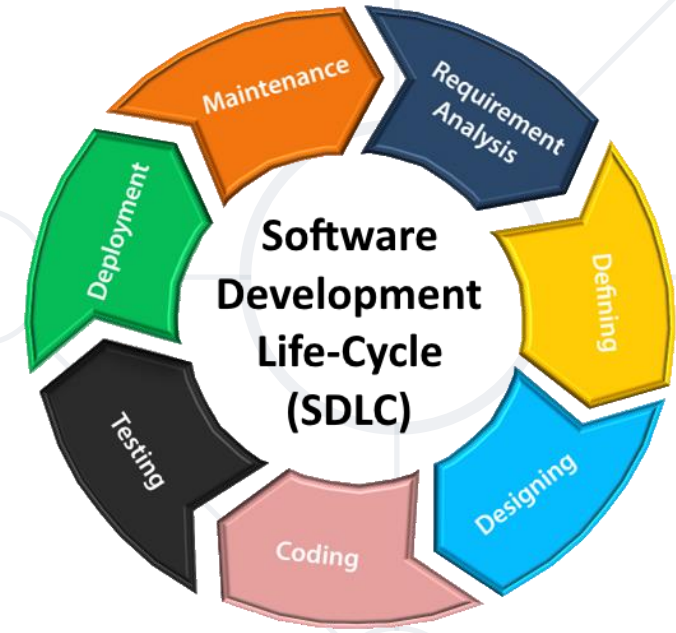 Software
Development
Life-Cycle
(SDLC)
Requirement
Analysis
Defining
Designing
Coding
Testing
Deployment
Maintenance